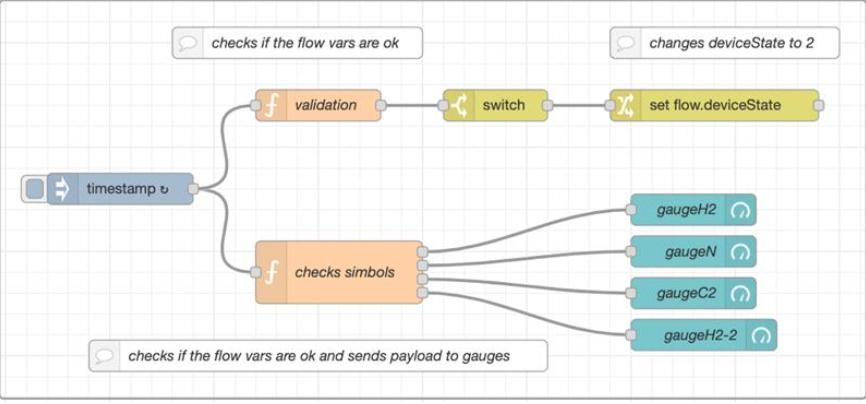 checks if the flow vars are ok
changes deviceState to 2
validation
switch
set flow.deviceState
timestamp ↻
gaugeH2
gaugeN
checks simbols
gaugeC2
gaugeH2-2
checks if the flow vars are ok and sends payload to gauges